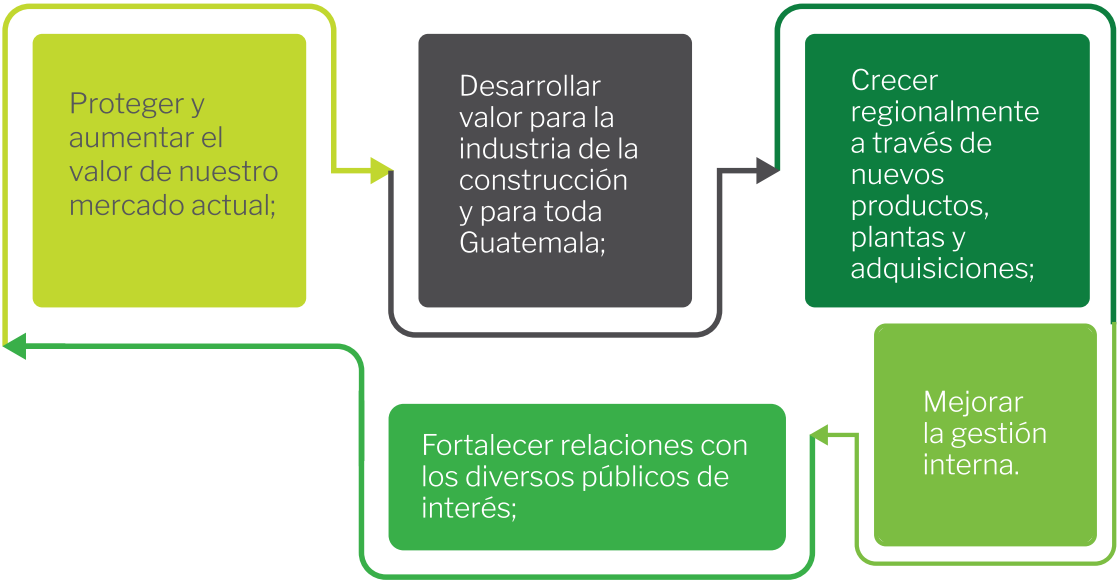 Proteger y
aumentar el
valor de nuestro
mercado actual;
Desarrollar
valor para la
industria de la
construcción
y para toda
Guatemala;
Crecer
regionalmente
a través de
nuevos
productos,
plantas y
adquisiciones;
Mejorar
la gestión
interna.
Fortalecer relaciones con
los diversos públicos de
interés;